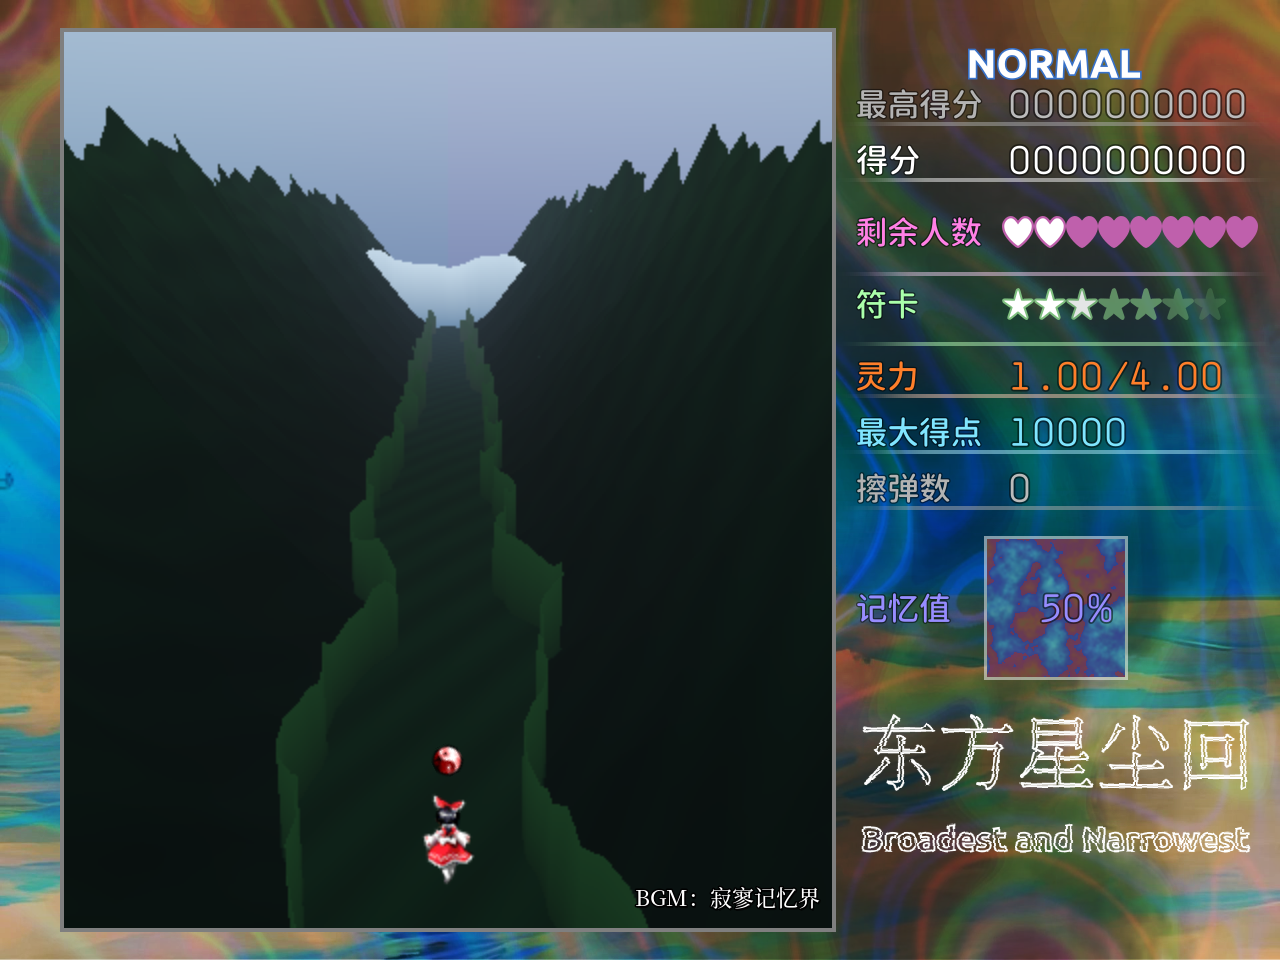 NORMAL
最高得分 0000000000
得分 0000000000
剩余人数
符卡
灵力 1.00/4.00
最大得点 10000
擦弹数 0
记忆值 50%
东方星尘回
Broadest and Narrowest
BGM：寂寥记忆界